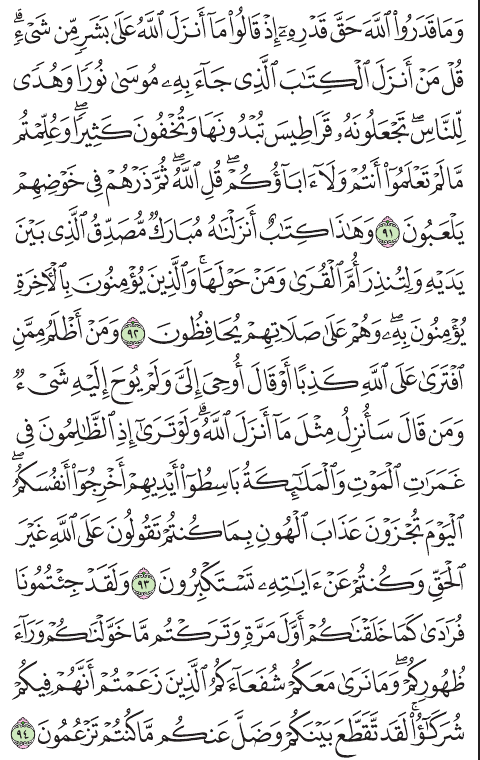 وَمَا قَدَرُوا۟ ٱللَّهَ حَقَّ قَدْرِهِۦٓ إِذْ قَالُوا۟ مَآ أَنزَلَ ٱللَّهُ عَلَىٰ بَشَرٍ مِّن شَىْءٍ ۗ
قُلْ مَنْ أَنزَلَ ٱلْكِتَٰبَ ٱلَّذِى جَآءَ بِهِۦ مُوسَىٰ نُورًا وَهُدًى
لِّلنَّاسِ ۖ تَجْعَلُونَهُۥ قَرَاطِيسَ تُبْدُونَهَا وَتُخْفُونَ كَثِيرًا ۖ وَعُلِّمْتُم
مَّا لَمْ تَعْلَمُوٓا۟ أَنتُمْ وَلَآ ءَابَآؤُكُمْ ۖ قُلِ ٱللَّهُ ۖ ثُمَّ ذَرْهُمْ فِى خَوْضِهِمْ
يَلْعَبُونَ ٩١ وَهَٰذَا كِتَٰبٌ أَنزَلْنَٰهُ مُبَارَكٌ مُّصَدِّقُ ٱلَّذِى بَيْنَ
يَدَيْهِ وَلِتُنذِرَ أُمَّ ٱلْقُرَىٰ وَمَنْ حَوْلَهَا ۚ وَٱلَّذِينَ يُؤْمِنُونَ بِٱلْءَاخِرَةِ
يُؤْمِنُونَ بِهِۦ ۖ وَهُمْ عَلَىٰ صَلَاتِهِمْ يُحَافِظُونَ ٩٢ وَمَنْ أَظْلَمُ مِمَّنِ
ٱفْتَرَىٰ عَلَى ٱللَّهِ كَذِبًا أَوْ قَالَ أُوحِىَ إِلَىَّ وَلَمْ يُوحَ إِلَيْهِ شَىْءٌ
وَمَن قَالَ سَأُنزِلُ مِثْلَ مَآ أَنزَلَ ٱللَّهُ ۗ وَلَوْ تَرَىٰٓ إِذِ ٱلظَّٰلِمُونَ فِى
غَمَرَٰتِ ٱلْمَوْتِ وَٱلْمَلَٰٓئِكَةُ بَاسِطُوٓا۟ أَيْدِيهِمْ أَخْرِجُوٓا۟ أَنفُسَكُمُ ۖ
ٱلْيَوْمَ تُجْزَوْنَ عَذَابَ ٱلْهُونِ بِمَا كُنتُمْ تَقُولُونَ عَلَى ٱللَّهِ غَيْرَ
ٱلْحَقِّ وَكُنتُمْ عَنْ ءَايَٰتِهِۦ تَسْتَكْبِرُونَ ٩٣ وَلَقَدْ جِئْتُمُونَا
فُرَٰدَىٰ كَمَا خَلَقْنَٰكُمْ أَوَّلَ مَرَّةٍ وَتَرَكْتُم مَّا خَوَّلْنَٰكُمْ وَرَآءَ
ظُهُورِكُمْ ۖ وَمَا نَرَىٰ مَعَكُمْ شُفَعَآءَكُمُ ٱلَّذِينَ زَعَمْتُمْ أَنَّهُمْ فِيكُمْ
شُرَكَٰٓؤُا۟ ۚ لَقَد تَّقَطَّعَ بَيْنَكُمْ وَضَلَّ عَنكُم مَّا كُنتُمْ تَزْعُمُونَ ٩٤